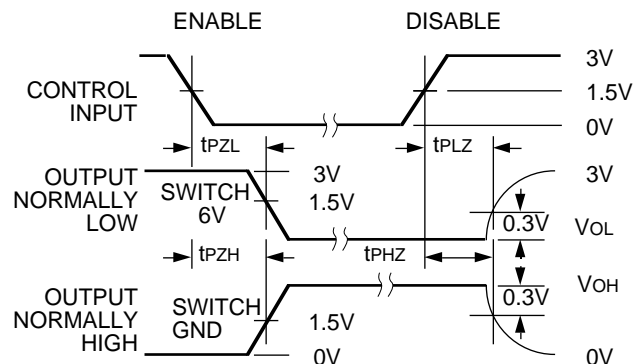 ENABLE DISABLE
3V
CONTROL
INPUT
1.5V
0V
tPZL tPLZ
OUTPUT
NORMALLY
LOW
SWITCH
6V
3V
1.5V
3V
0.3V
VOL
tPZH tPHZ
OUTPUT
NORMALLY
HIGH
SWITCH
GND
1.5V
0V
0.3V
VOH
0V